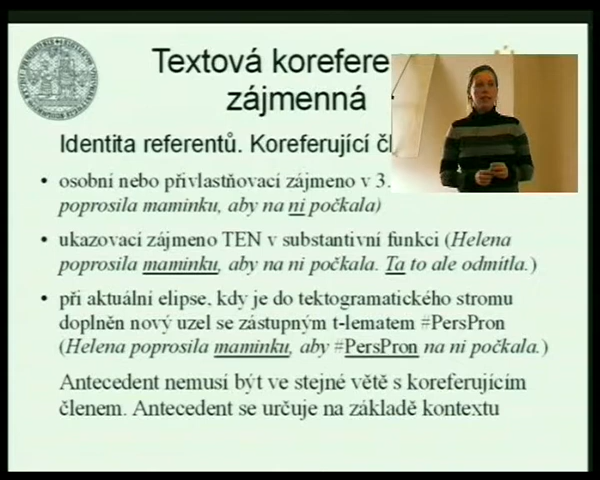 Textová korefere
zájmenná
Identita referentů. Koreferující čl
• osobní nebo přivlastňovací zájmeno v 3.
poprosila maminku, aby na ni počkala)
• ukazovací zájmeno TEN v substantivní funkci (Helena
poprosila maminku, aby na ni počkala. Ta to ale odmítla.)
• při aktuální elipse, kdy je do tektogramatického stromu
doplněn nový uzel se zástupným t-lematem #PersPron
(Helena poprosila maminku, aby #PersPron na ni počkala.)
Antecedent nemusí být ve stejné větě s koreferujícím
členem. Antecedent se určuje na základě kontextu